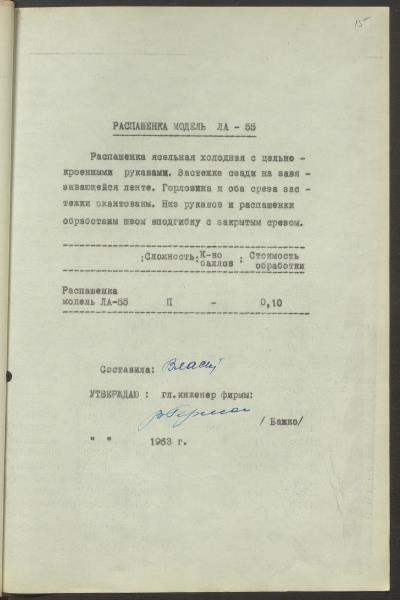 15
РАСПАШЕНКА МОДЕЛЬ ЛА - 55
Распашенка ясельная холодная с цельно -
кроенными рукавами. Застежка сзади на завя -
зивающейся ленте. Горловина и оба среза зас -
тежки окантованы. Низ рукавов и распашенки
обработаны швом вподгибку с закрытым срезом.
:Сложность: К-во баллов : Стоимость обработки
Распашенка
модель ЛА-55 П - 0,10
Составила:
УТВЕРЖДАЮ : гл.инженер фирмы:
/ Бажко/
" " 1963 г.